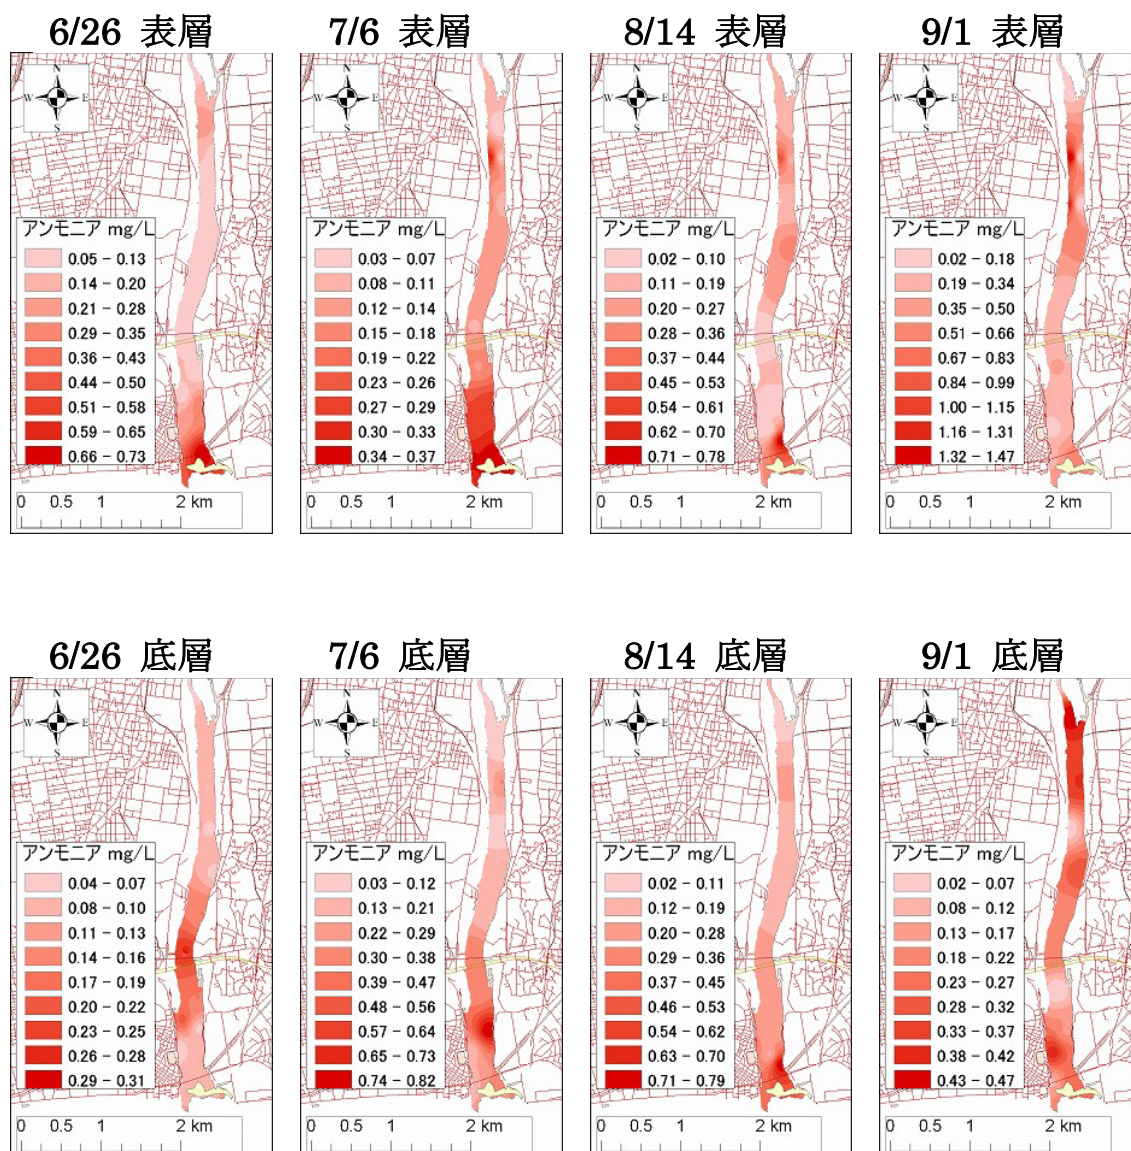 6/26 表層
7/6 表層
8/14 表層
9/1 表層
N
W E
S
アンモニア mg/L
0.05 - 0.13
0.14 - 0.20
0.21 - 0.28
0.29 - 0.35
0.36 - 0.43
0.44 - 0.50
0.51 - 0.58
0.59 - 0.65
0.66 - 0.73
0 0.5 1 2 km
N
W E
S
アンモニア mg/L
0.03 - 0.07
0.08 - 0.11
0.12 - 0.14
0.15 - 0.18
0.19 - 0.22
0.23 - 0.26
0.27 - 0.29
0.30 - 0.33
0.34 - 0.37
0 0.5 1 2 km
N
W E
S
アンモニア mg/L
0.02 - 0.10
0.11 - 0.19
0.20 - 0.27
0.28 - 0.36
0.37 - 0.44
0.45 - 0.53
0.54 - 0.61
0.62 - 0.70
0.71 - 0.78
0 0.5 1 2 km
N
W E
S
アンモニア mg/L
0.02 - 0.18
0.19 - 0.34
0.35 - 0.50
0.51 - 0.66
0.67 - 0.83
0.84 - 0.99
1.00 - 1.15
1.16 - 1.31
1.32 - 1.47
0 0.5 1 2 km
6/26 底層
7/6 底層
8/14 底層
9/1 底層
N
W E
S
アンモニア mg/L
0.04 - 0.07
0.08 - 0.10
0.11 - 0.13
0.14 - 0.16
0.17 - 0.19
0.20 - 0.22
0.23 - 0.25
0.26 - 0.28
0.29 - 0.31
0 0.5 1 2 km
N
W E
S
アンモニア mg/L
0.03 - 0.12
0.13 - 0.21
0.22 - 0.29
0.30 - 0.38
0.39 - 0.47
0.48 - 0.56
0.57 - 0.64
0.65 - 0.73
0.74 - 0.82
0 0.5 1 2 km
N
W E
S
アンモニア mg/L
0.02 - 0.11
0.12 - 0.19
0.20 - 0.28
0.29 - 0.36
0.37 - 0.45
0.46 - 0.53
0.54 - 0.62
0.63 - 0.70
0.71 - 0.79
0 0.5 1 2 km
N
W E
S
アンモニア mg/L
0.02 - 0.07
0.08 - 0.12
0.13 - 0.17
0.18 - 0.22
0.23 - 0.27
0.28 - 0.32
0.33 - 0.37
0.38 - 0.42
0.43 - 0.47
0 0.5 1 2 km